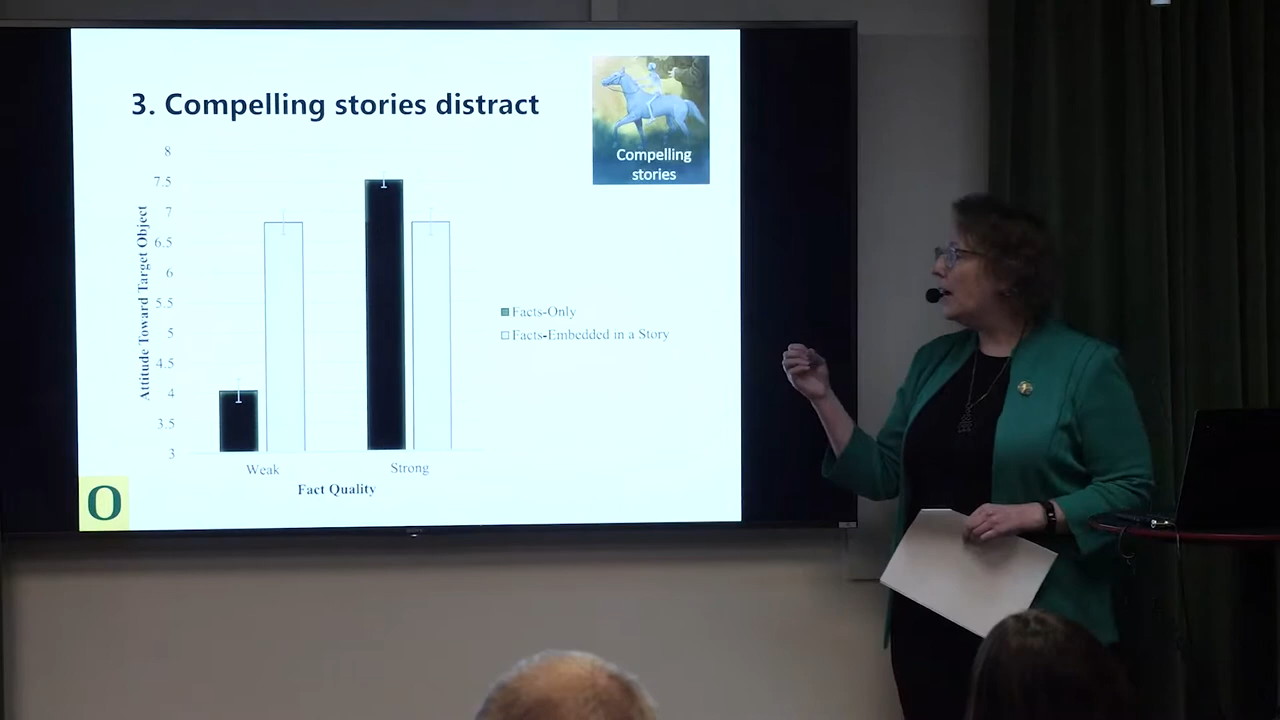 3. Compelling stories distract
Compelling
stories
8
7.5
7
6.5
6
5.5
5
4.5
4
3.5
3
Attitude Toward Target Object
Facts-Only
Facts-Embedded in a Story
Weak
Strong
Fact Quality
O